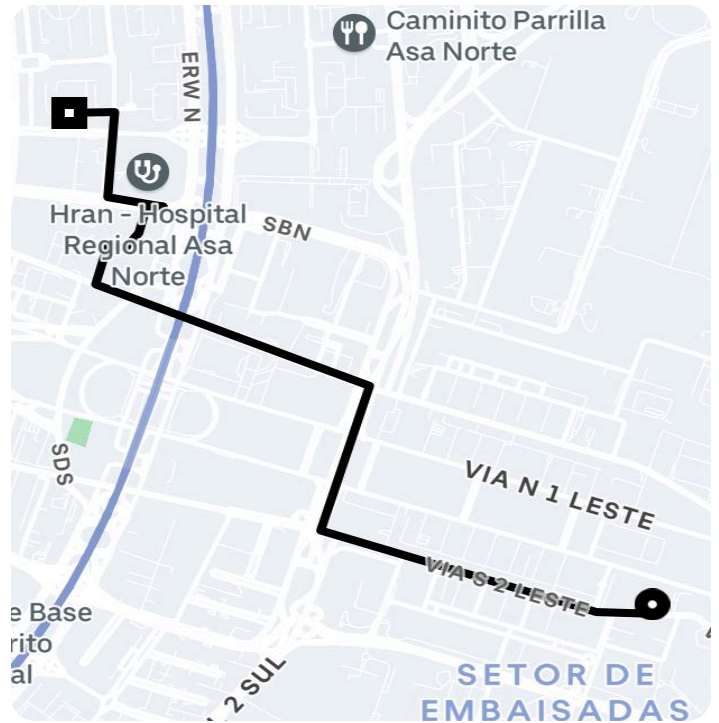 Caminito Parrilla
Asa Norte
ERW N
Hran - Hospital
Regional Asa
Norte
SBN
SDS
VIA N 1 LESTE
VIA S 2 LESTE
e Base
rito
al
L 2 SUL
SETOR DE
EMBAIXADAS